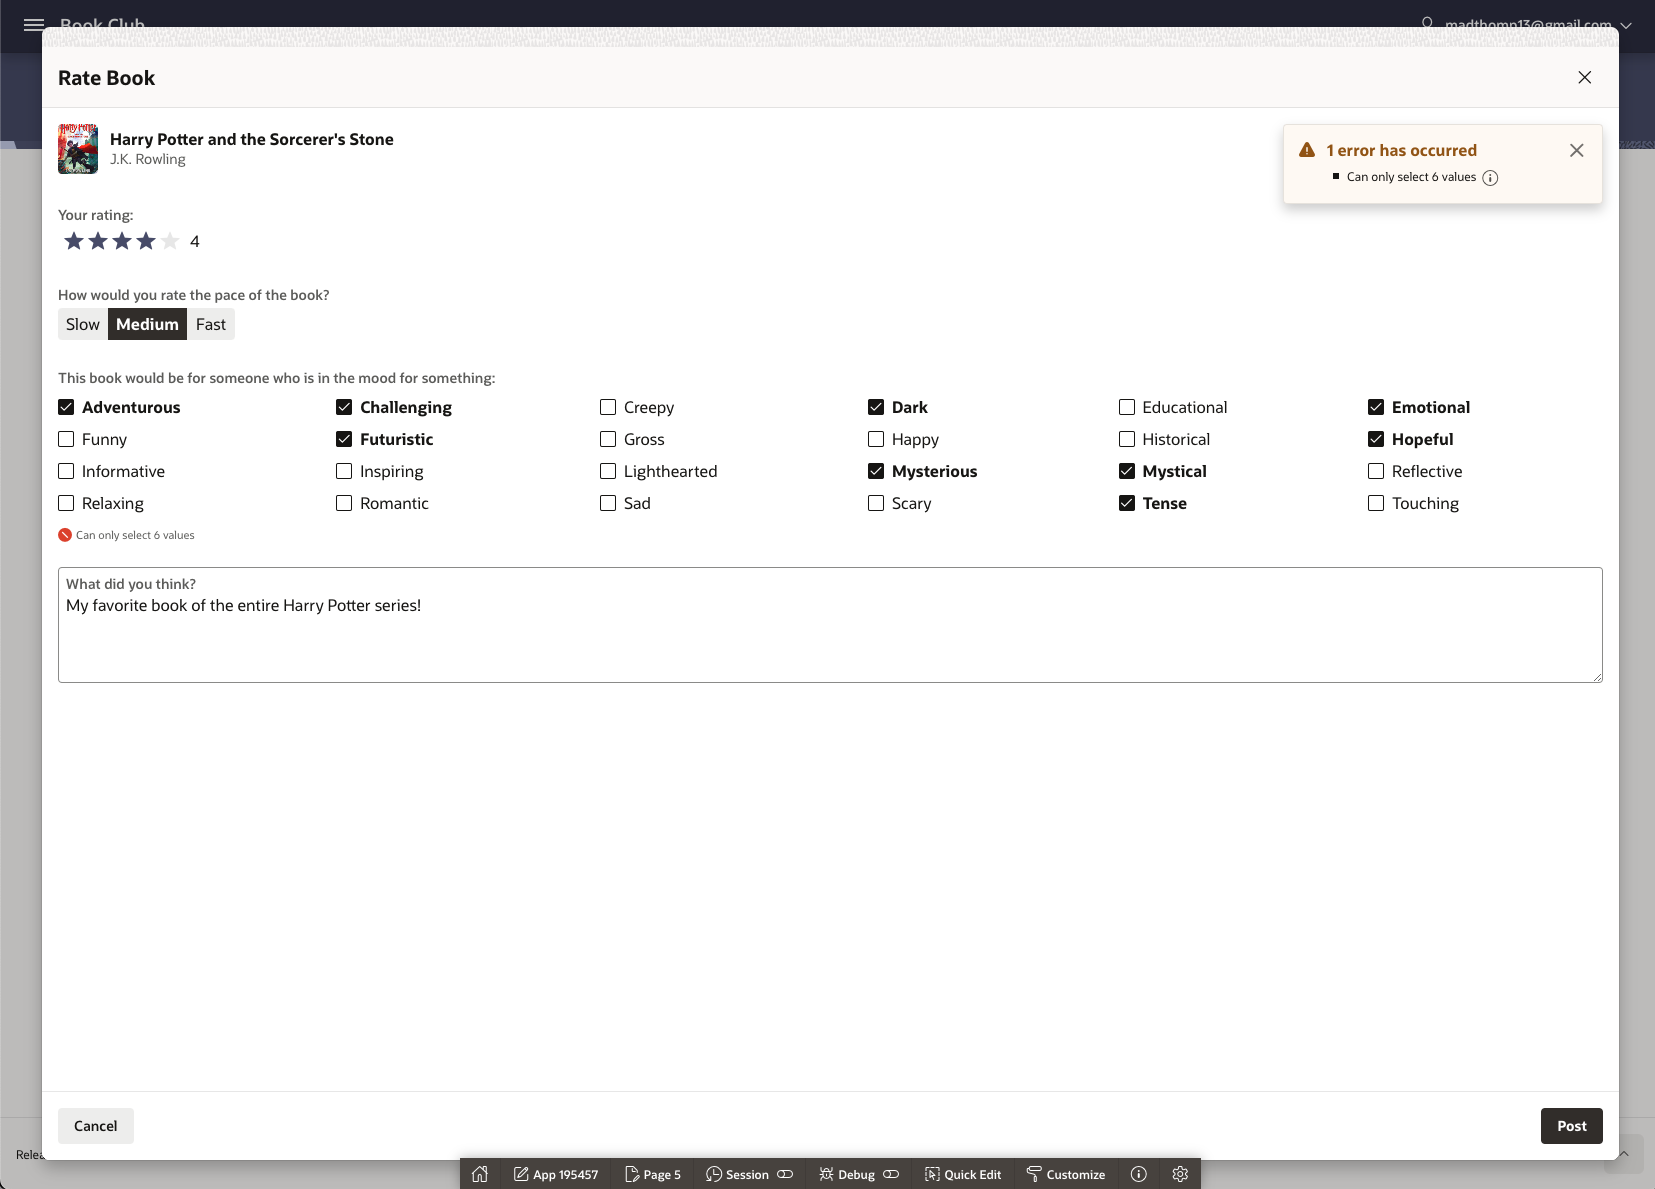 Book Club
madthomp13@gmail.com
Rate Book
Harry Potter and the Sorcerer's Stone
J.K. Rowling
1 error has occurred
Can only select 6 values
Your rating:
4
How would you rate the pace of the book?
Slow Medium Fast
This book would be for someone who is in the mood for something:
Adventurous Challenging Creepy Dark Educational Emotional
Funny Futuristic Gross Happy Historical Hopeful
Informative Inspiring Lighthearted Mysterious Mystical Reflective
Relaxing Romantic Sad Scary Tense Touching
Can only select 6 values
What did you think?
My favorite book of the entire Harry Potter series!
Cancel Post
App 195457 Page 5 Session Debug Quick Edit Customize